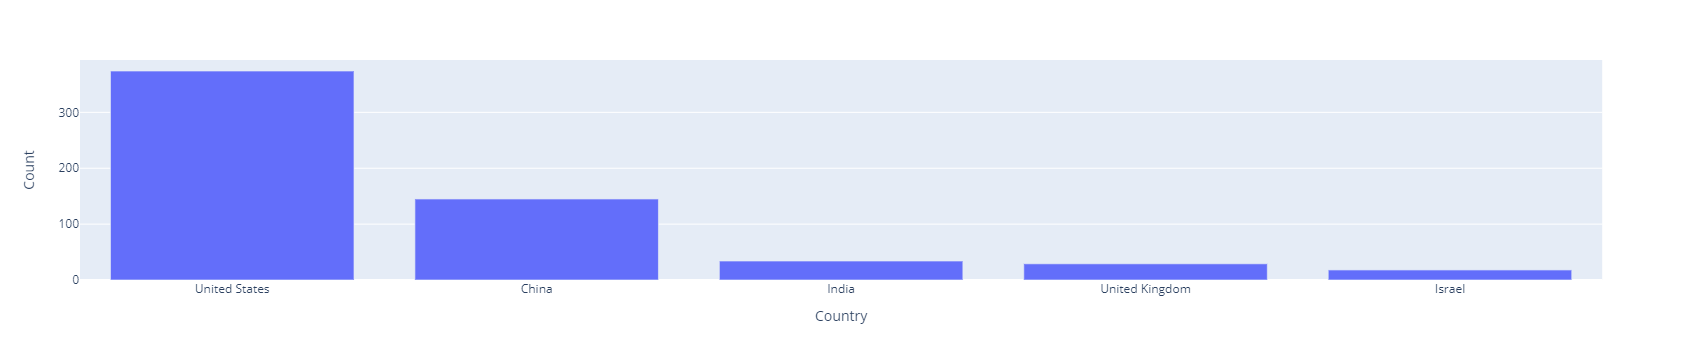 300
200
100
0
Count
United States
China
India
United Kingdom
Israel
Country